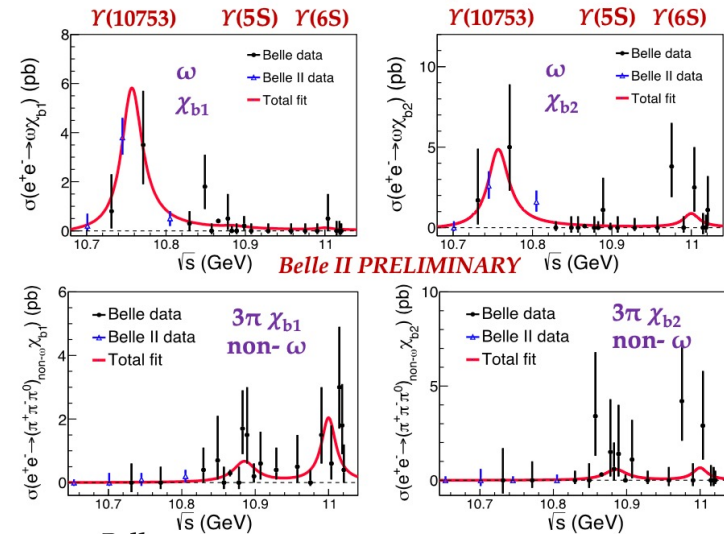 ϒ(10753) ϒ(5S) ϒ(6S) ϒ(10753) ϒ(5S) ϒ(6S)
σ(e⁺e⁻→ωχb1) (pb)
8
6
4
2
0
ω
χb1
Belle data
Belle II data
Total fit
10.7 10.8 10.9 11
√s (GeV)
σ(e⁺e⁻→ωχb2) (pb)
10
5
0
ω
χb2
Belle data
Belle II data
Total fit
10.7 10.8 10.9 11
√s (GeV)
Belle II PRELIMINARY
σ(e⁺e⁻→(π⁺π⁻π⁰)non-ωχb1) (pb)
6
4
2
0
Belle data
Belle II data
Total fit
3π χb1
non- ω
10.7 10.8 10.9 11
√s (GeV)
σ(e⁺e⁻→(π⁺π⁻π⁰)non-ωχb2) (pb)
10
5
0
Belle data
Belle II data
Total fit
3π χb2
non- ω
10.7 10.8 10.9 11
√s (GeV)